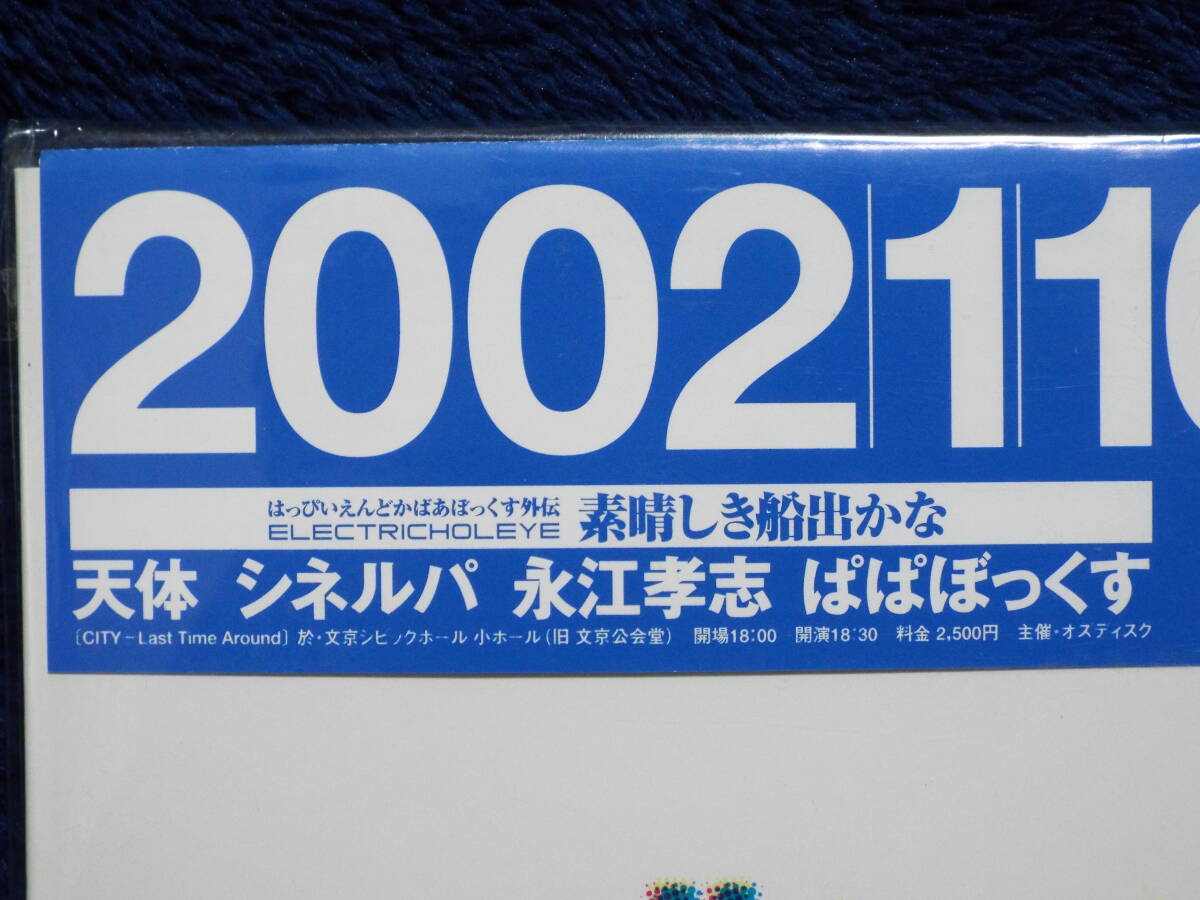 2002|1|10
はっぴいえんどかばあぼっくす外伝
ELECTRICHOLEYE
素晴しき船出かな
天体 シネルパ 永江孝志 ぱぱぼっくす
〔CITY–Last Time Around〕於・文京シビックホール 小ホール(旧 文京公会堂) 開場18:00 開演18:30 料金 2,500円 主催・オズディスク